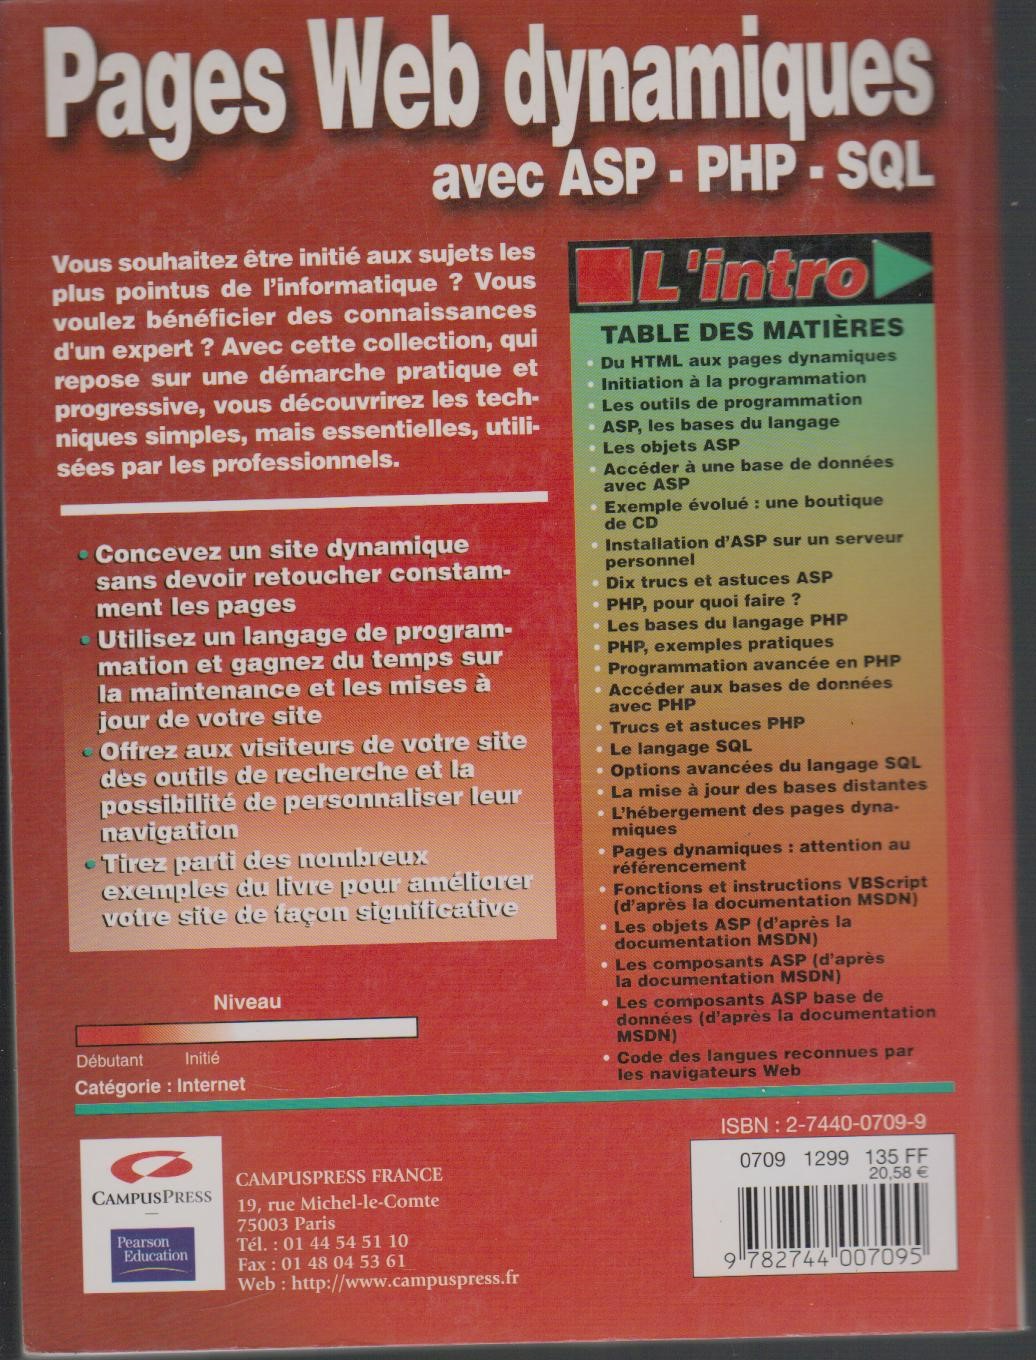 Pages Web dynamiques
avec ASP - PHP - SQL
Vous souhaitez être initié aux sujets les
plus pointus de l'informatique ? Vous
voulez bénéficier des connaissances
d'un expert ? Avec cette collection, qui
repose sur une démarche pratique et
progressive, vous découvrirez les tech-
niques simples, mais essentielles, utili-
sées par les professionnels.
• Concevez un site dynamique
sans devoir retoucher constam-
ment les pages
• Utilisez un langage de program-
mation et gagnez du temps sur
la maintenance et les mises à
jour de votre site
• Offrez aux visiteurs de votre site
des outils de recherche et la
possibilité de personnaliser leur
navigation
• Tirez parti des nombreux
exemples du livre pour améliorer
votre site de façon significative
Niveau
Débutant Initié
Catégorie : Internet
L'intro
TABLE DES MATIÈRES
• Du HTML aux pages dynamiques
• Initiation à la programmation
• Les outils de programmation
• ASP, les bases du langage
• Les objets ASP
• Accéder à une base de données
avec ASP
• Exemple évolué : une boutique
de CD
• Installation d'ASP sur un serveur
personnel
• Dix trucs et astuces ASP
• PHP, pour quoi faire ?
• Les bases du langage PHP
• PHP, exemples pratiques
• Programmation avancée en PHP
• Accéder aux bases de données
avec PHP
• Trucs et astuces PHP
• Le langage SQL
• Options avancées du langage SQL
• La mise à jour des bases distantes
• L'hébergement des pages dyna-
miques
• Pages dynamiques : attention au
référencement
• Fonctions et instructions VBScript
(d'après la documentation MSDN)
• Les objets ASP (d'après la
documentation MSDN)
• Les composants ASP (d'après
la documentation MSDN)
• Les composants ASP base de
données (d'après la documentation
MSDN)
• Code des langues reconnues par
les navigateurs Web
CAMPUSPRESS
Pearson
Education
CAMPUSPRESS FRANCE
19, rue Michel-le-Comte
75003 Paris
Tél. : 01 44 54 51 10
Fax : 01 48 04 53 61
Web : http://www.campuspress.fr
ISBN : 2-7440-0709-9
0709 1299 135 FF
20,58 €
9 782744 007095